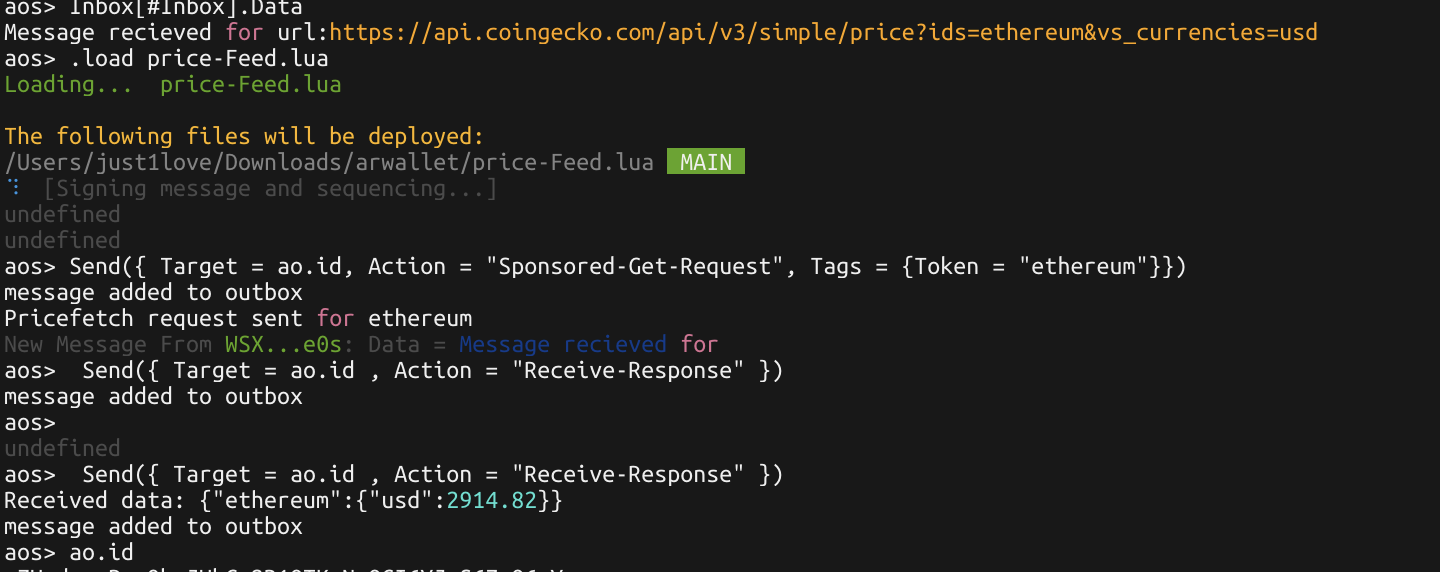 aos> Inbox[#Inbox].Data
Message recieved for url:https://api.coingecko.com/api/v3/simple/price?ids=ethereum&vs_currencies=usd
aos> .load price-Feed.lua
Loading...  price-Feed.lua
The following files will be deployed:
/Users/just1love/Downloads/arwallet/price-Feed.lua MAIN
[Signing message and sequencing...]
undefined
undefined
aos> Send({ Target = ao.id, Action = "Sponsored-Get-Request", Tags = {Token = "ethereum"}})
message added to outbox
Pricefetch request sent for ethereum
New Message From WSX...e0s: Data = Message recieved for
aos>  Send({ Target = ao.id , Action = "Receive-Response" })
message added to outbox
aos>
undefined
aos>  Send({ Target = ao.id , Action = "Receive-Response" })
Received data: {"ethereum":{"usd":2914.82}}
message added to outbox
aos> ao.id